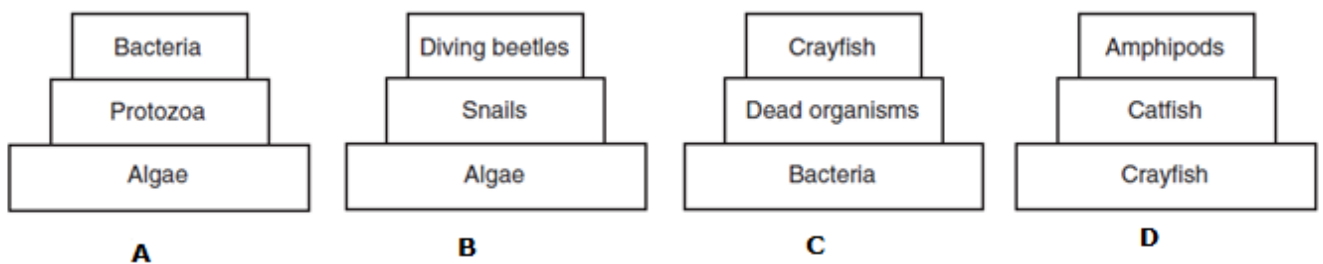 Bacteria
Protozoa
Algae
A
Diving beetles
Snails
Algae
B
Crayfish
Dead organisms
Bacteria
C
Amphipods
Catfish
Crayfish
D